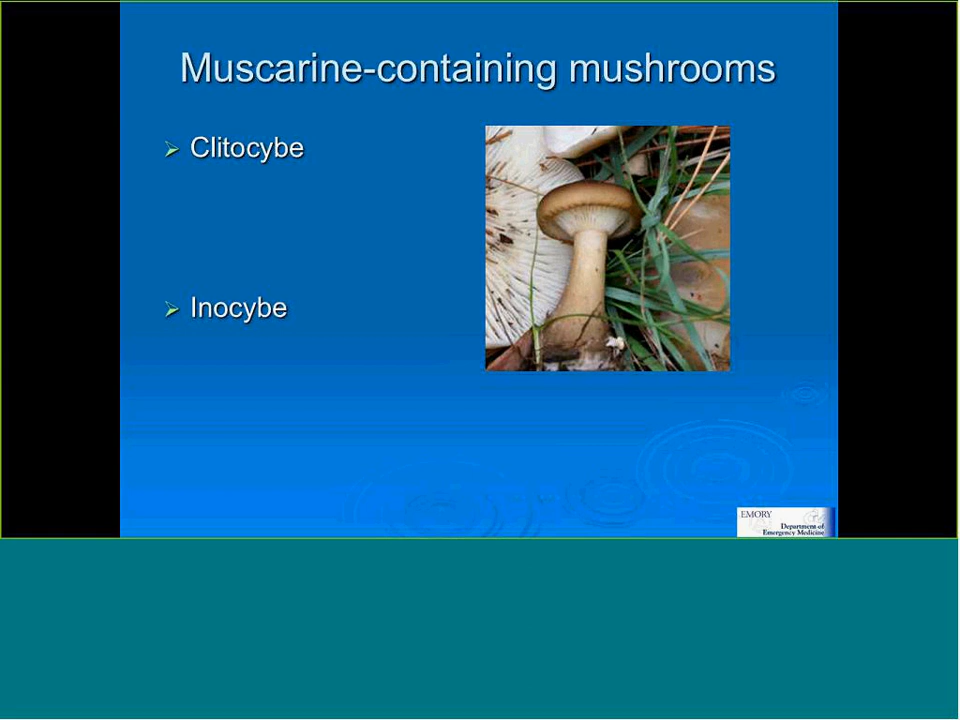 Muscarine-containing mushrooms
Clitocybe
Inocybe
EMORY
Department of
Emergency Medicine